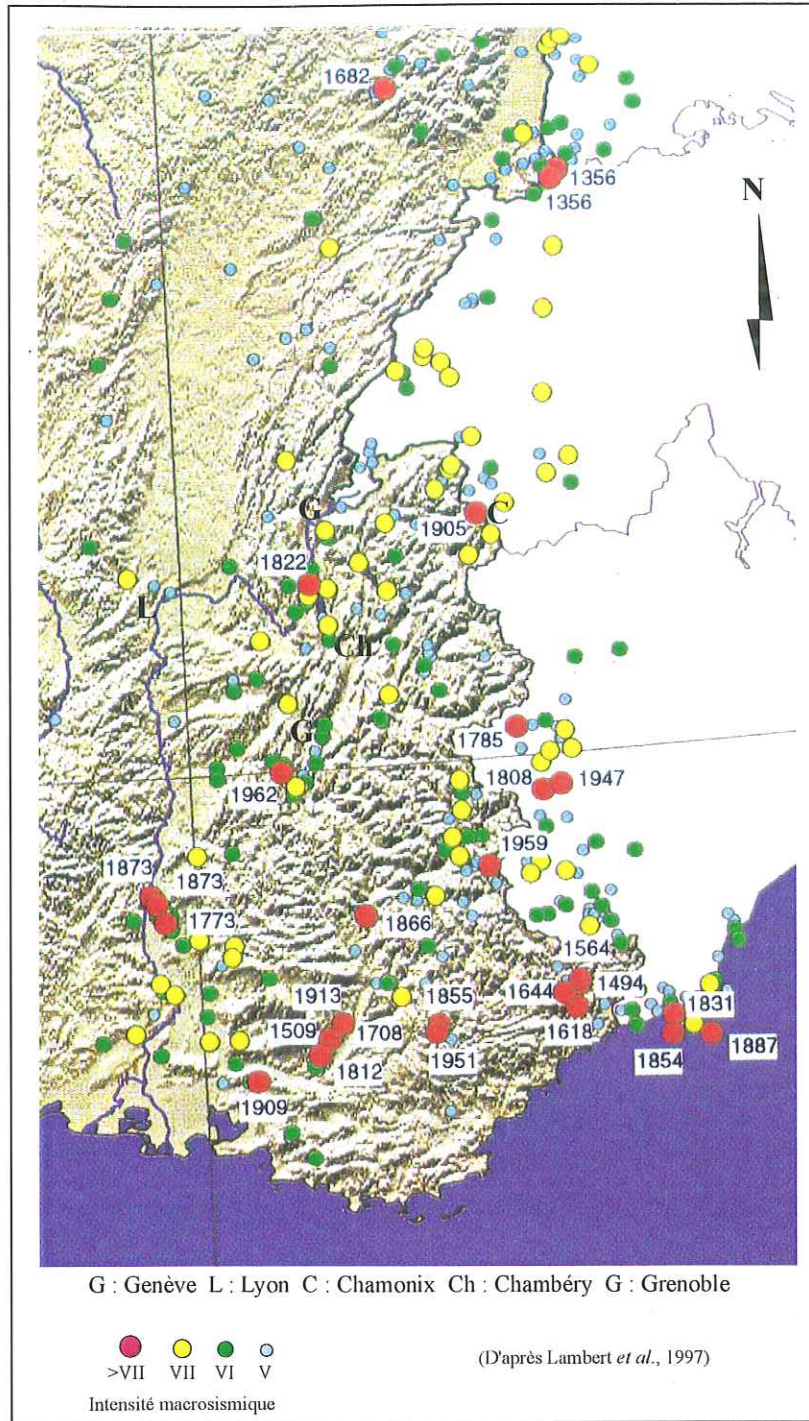 1682
1356
1356
N
G
1905
C
1822
L
Ch
G
1785
1808
1947
1962
1959
1873
1873
1773
1866
1564
1494
1913
1855
1644
1831
1509
1708
1618
1812
1951
1854
1887
1909
G : Genève L : Lyon C : Chamonix Ch : Chambéry G : Grenoble
>VII VII VI V
(D'après Lambert et al., 1997)
Intensité macrosismique